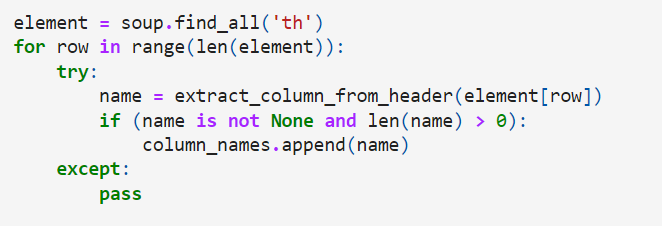 element = soup.find_all('th')
for row in range(len(element)):
    try:
        name = extract_column_from_header(element[row])
        if (name is not None and len(name) > 0):
            column_names.append(name)
    except:
        pass